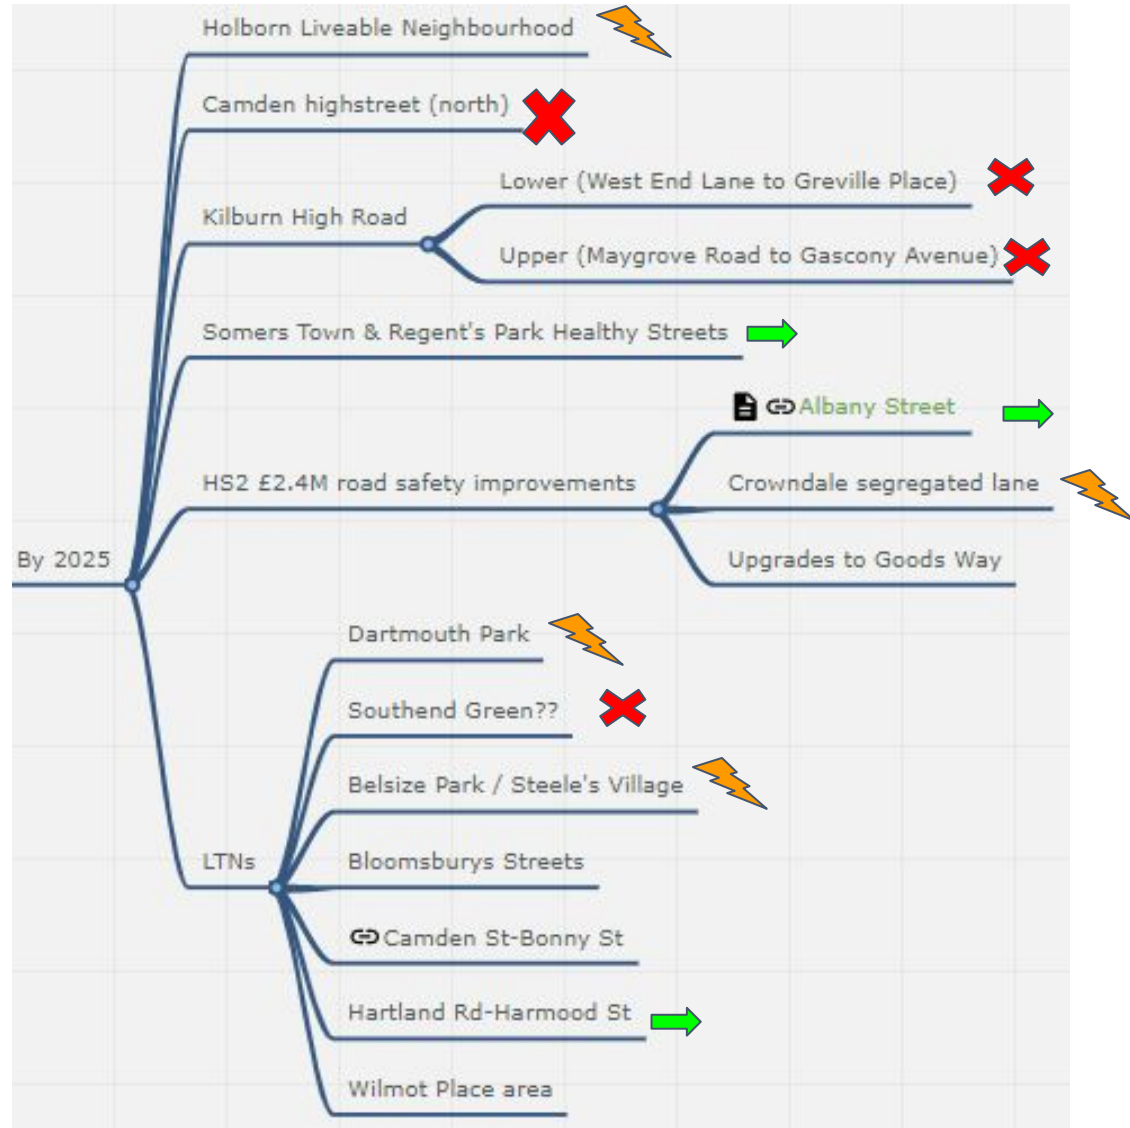 Holborn Liveable Neighbourhood
Camden highstreet (north)
Lower (West End Lane to Greville Place)
Kilburn High Road
Upper (Maygrove Road to Gascony Avenue)
Somers Town & Regent's Park Healthy Streets
Albany Street
HS2 £2.4M road safety improvements
Crowndale segregated lane
By 2025
Upgrades to Goods Way
Dartmouth Park
Southend Green??
Belsize Park / Steele's Village
LTNs
Bloomsburys Streets
Camden St-Bonny St
Hartland Rd-Harmood St
Wilmot Place area